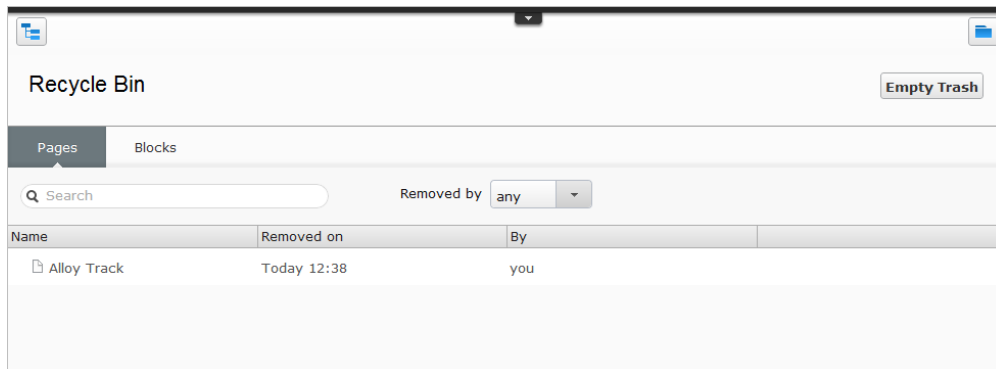 Recycle Bin
Empty Trash
Pages Blocks
Search Removed by any
Name Removed on By
Alloy Track Today 12:38 you